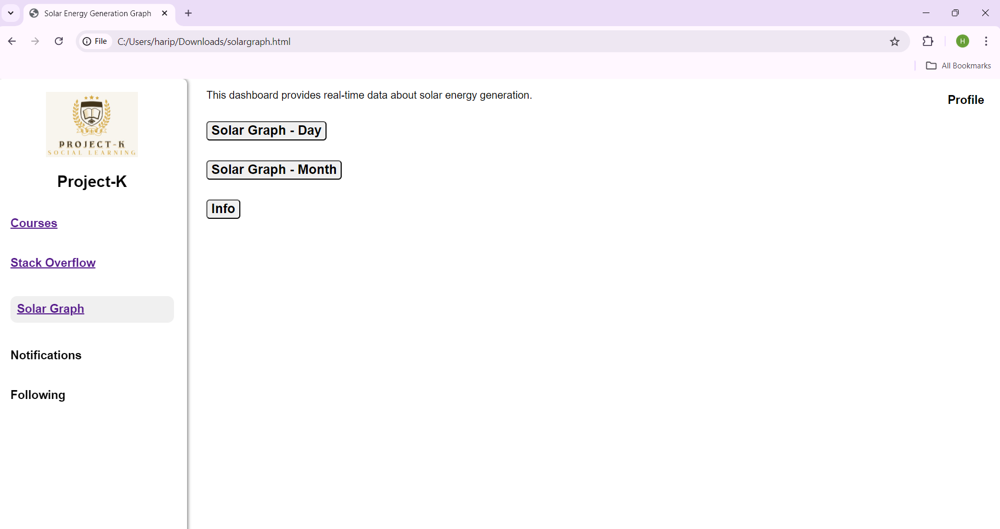 Solar Energy Generation Graph
File C:/Users/harip/Downloads/solargraph.html
H
All Bookmarks
PROJECT-K
SOCIAL LEARNING
Project-K
Courses
Stack Overflow
Solar Graph
Notifications
Following
This dashboard provides real-time data about solar energy generation.
Profile
Solar Graph - Day
Solar Graph - Month
Info